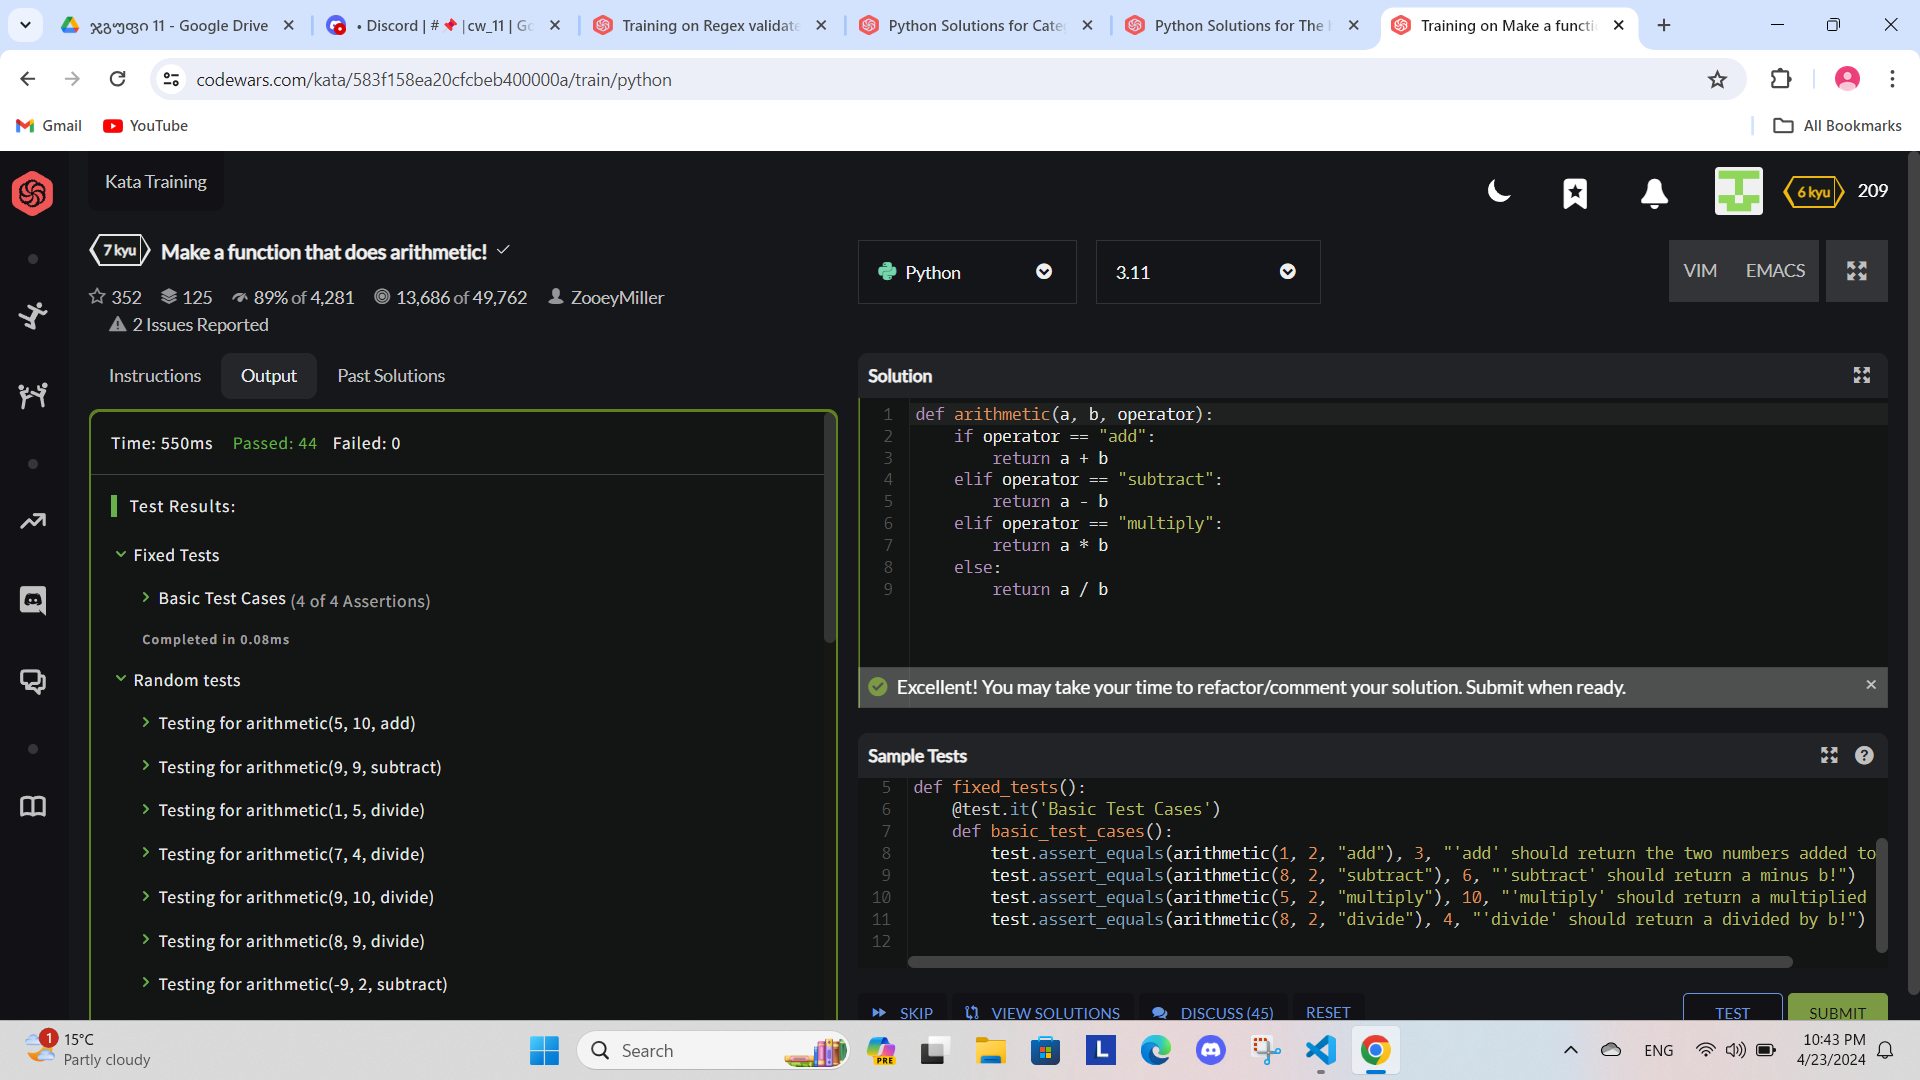 ჯგუფი 11 - Google Drive
• Discord | # 📌 | cw_11 | Go
Training on Regex validate
Python Solutions for Cate
Python Solutions for The
Training on Make a functi
codewars.com/kata/583f158ea20cfcbeb400000a/train/python
Gmail
YouTube
All Bookmarks
Kata Training
6 kyu
209
7 kyu
Make a function that does arithmetic!
352
125
89% of 4,281
13,686 of 49,762
ZooeyMiller
2 Issues Reported
Python
3.11
VIM
EMACS
Instructions
Output
Past Solutions
Time: 550ms Passed: 44 Failed: 0
Test Results:
Fixed Tests
Basic Test Cases (4 of 4 Assertions)
Completed in 0.08ms
Random tests
Testing for arithmetic(5, 10, add)
Testing for arithmetic(9, 9, subtract)
Testing for arithmetic(1, 5, divide)
Testing for arithmetic(7, 4, divide)
Testing for arithmetic(9, 10, divide)
Testing for arithmetic(8, 9, divide)
Testing for arithmetic(-9, 2, subtract)
Solution
1 def arithmetic(a, b, operator):
2     if operator == "add":
3         return a + b
4     elif operator == "subtract":
5         return a - b
6     elif operator == "multiply":
7         return a * b
8     else:
9         return a / b
Excellent! You may take your time to refactor/comment your solution. Submit when ready.
Sample Tests
5 def fixed_tests():
6     @test.it('Basic Test Cases')
7     def basic_test_cases():
8         test.assert_equals(arithmetic(1, 2, "add"), 3, "'add' should return the two numbers added to
9         test.assert_equals(arithmetic(8, 2, "subtract"), 6, "'subtract' should return a minus b!")
10         test.assert_equals(arithmetic(5, 2, "multiply"), 10, "'multiply' should return a multiplied
11         test.assert_equals(arithmetic(8, 2, "divide"), 4, "'divide' should return a divided by b!")
12
SKIP
VIEW SOLUTIONS
DISCUSS (45)
RESET
TEST
SUBMIT
1
15°C
Partly cloudy
Search
PRE
L
ENG
10:43 PM
4/23/2024